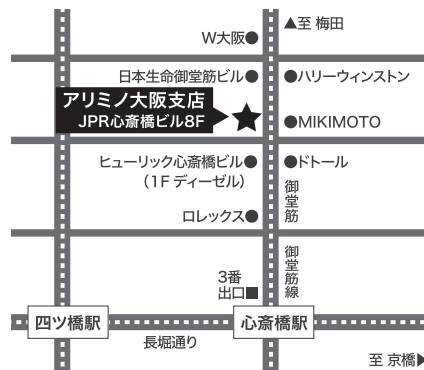 ▲至 梅田
W大阪●
日本生命御堂筋ビル●
●ハリーウィンストン
アリミノ大阪支店
JPR心斎橋ビル8F
★
●MIKIMOTO
ヒューリック心斎橋ビル●
(1F ディーゼル)
●ドトール
御堂筋
ロレックス●
御堂筋線
3番
出口■
四ツ橋駅
心斎橋駅
長堀通り
至 京橋▶